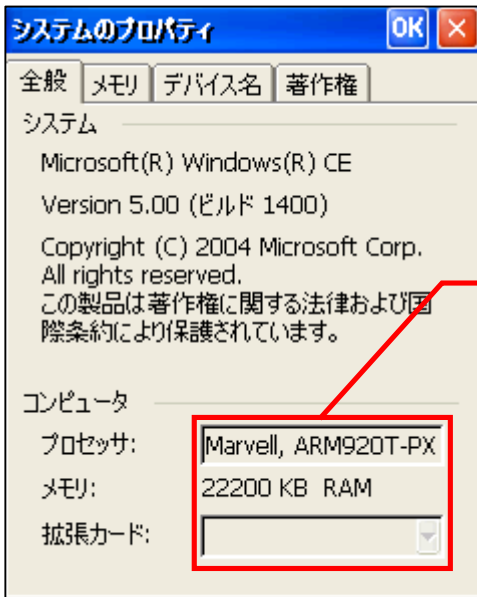 システムのプロパティ OK
全般 メモリ デバイス名 著作権
システム
Microsoft(R) Windows(R) CE
Version 5.00 (ビルド 1400)
Copyright (C) 2004 Microsoft Corp.
All rights reserved.
この製品は著作権に関する法律および国
際条約により保護されています。
コンピュータ
プロセッサ: Marvell, ARM920T-PX
メモリ: 22200 KB RAM
拡張カード: